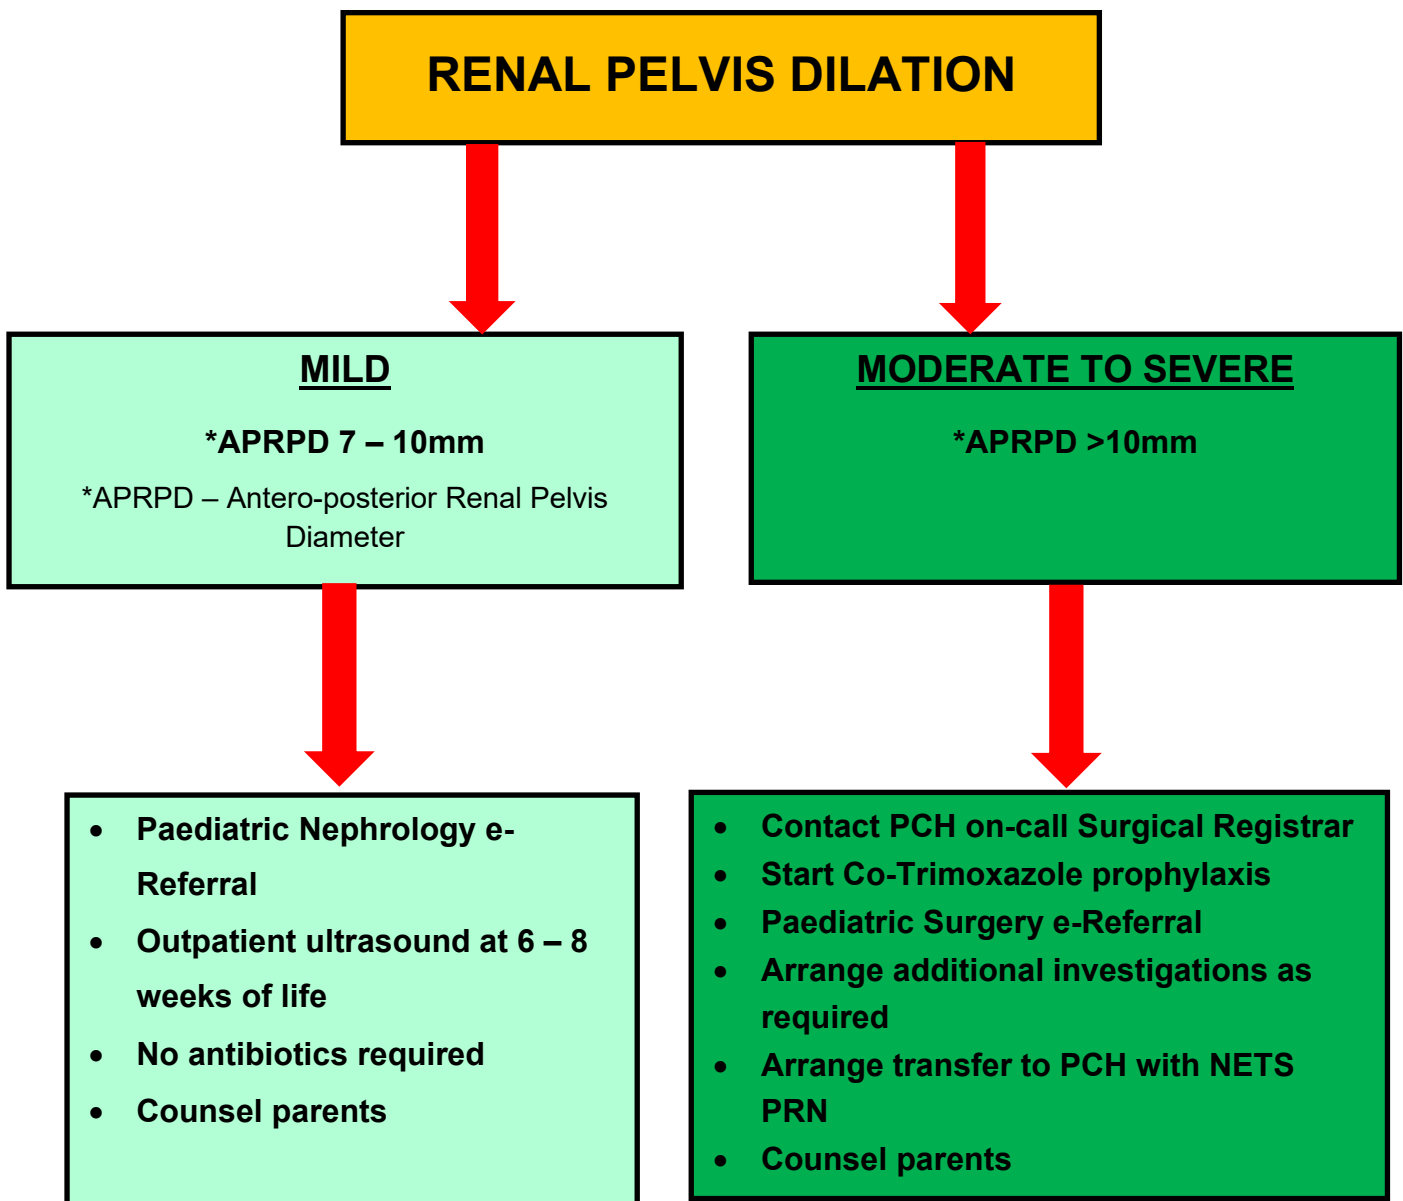 RENAL PELVIS DILATION
MILD
*APRPD 7 – 10mm
*APRPD – Antero-posterior Renal Pelvis
Diameter
MODERATE TO SEVERE
*APRPD >10mm
• Paediatric Nephrology e-
Referral
• Outpatient ultrasound at 6 – 8
weeks of life
• No antibiotics required
• Counsel parents
• Contact PCH on-call Surgical Registrar
• Start Co-Trimoxazole prophylaxis
• Paediatric Surgery e-Referral
• Arrange additional investigations as
required
• Arrange transfer to PCH with NETS
PRN
• Counsel parents